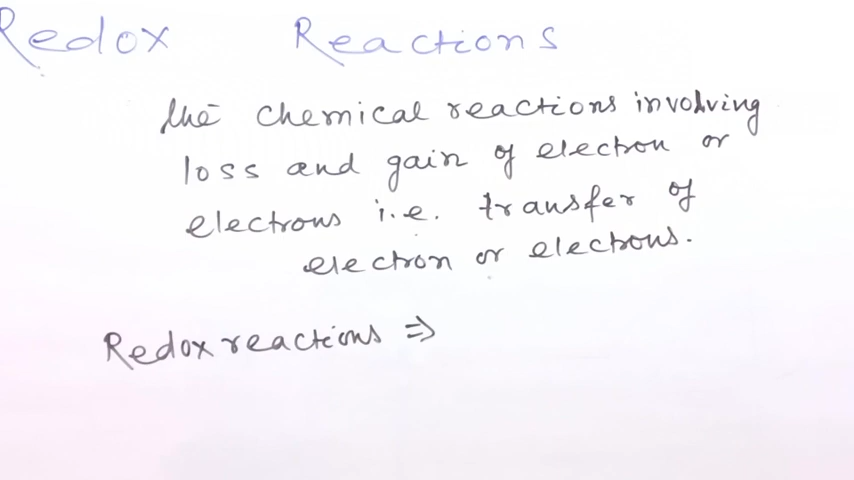 Redox Reactions
the chemical reactions involving
loss and gain of electron or
electrons i.e. transfer of
electron or electrons.
Redox reactions ⇒